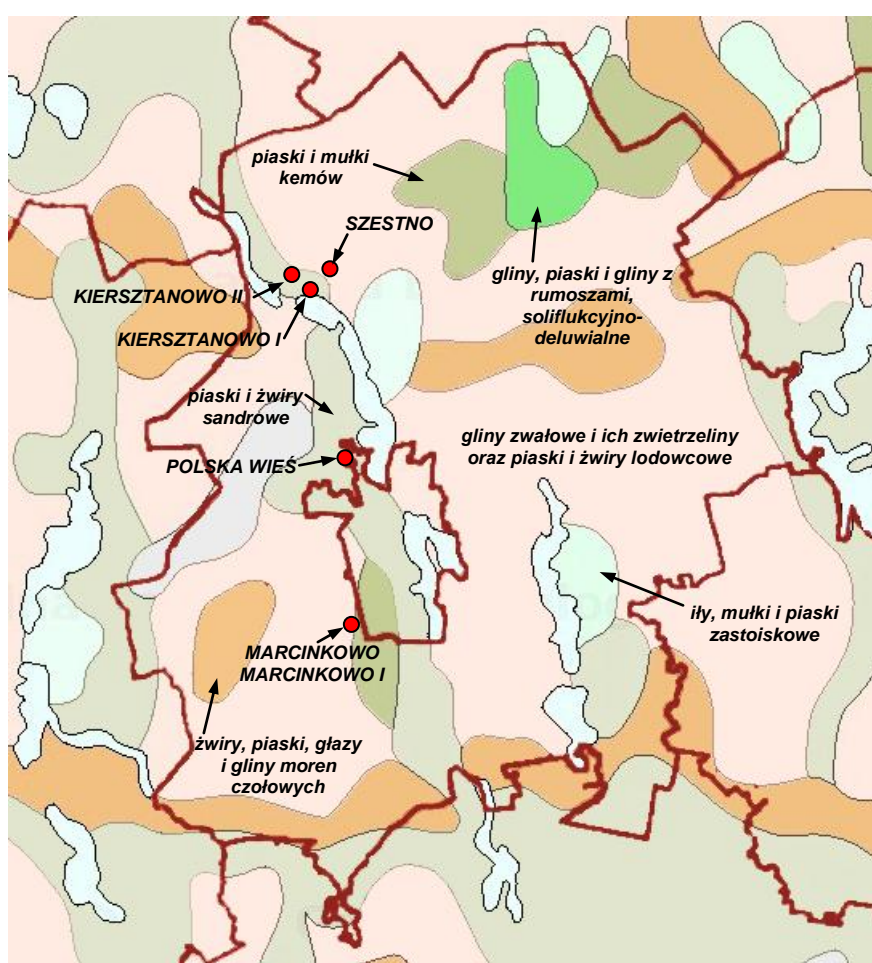 piaski i mułki
kemów
SZESTNO
gliny, piaski i gliny z
rumoszami,
soliflukcyjno-
deluwialne
KIERSZTANOWO II
KIERSZTANOWO I
piaski i żwiry
sandrowe
gliny zwałowe i ich zwietrzeliny
oraz piaski i żwiry lodowcowe
POLSKA WIEŚ
iły, mułki i piaski
zastoiskowe
MARCINKOWO
MARCINKOWO I
żwiry, piaski, głazy
i gliny moren
czołowych